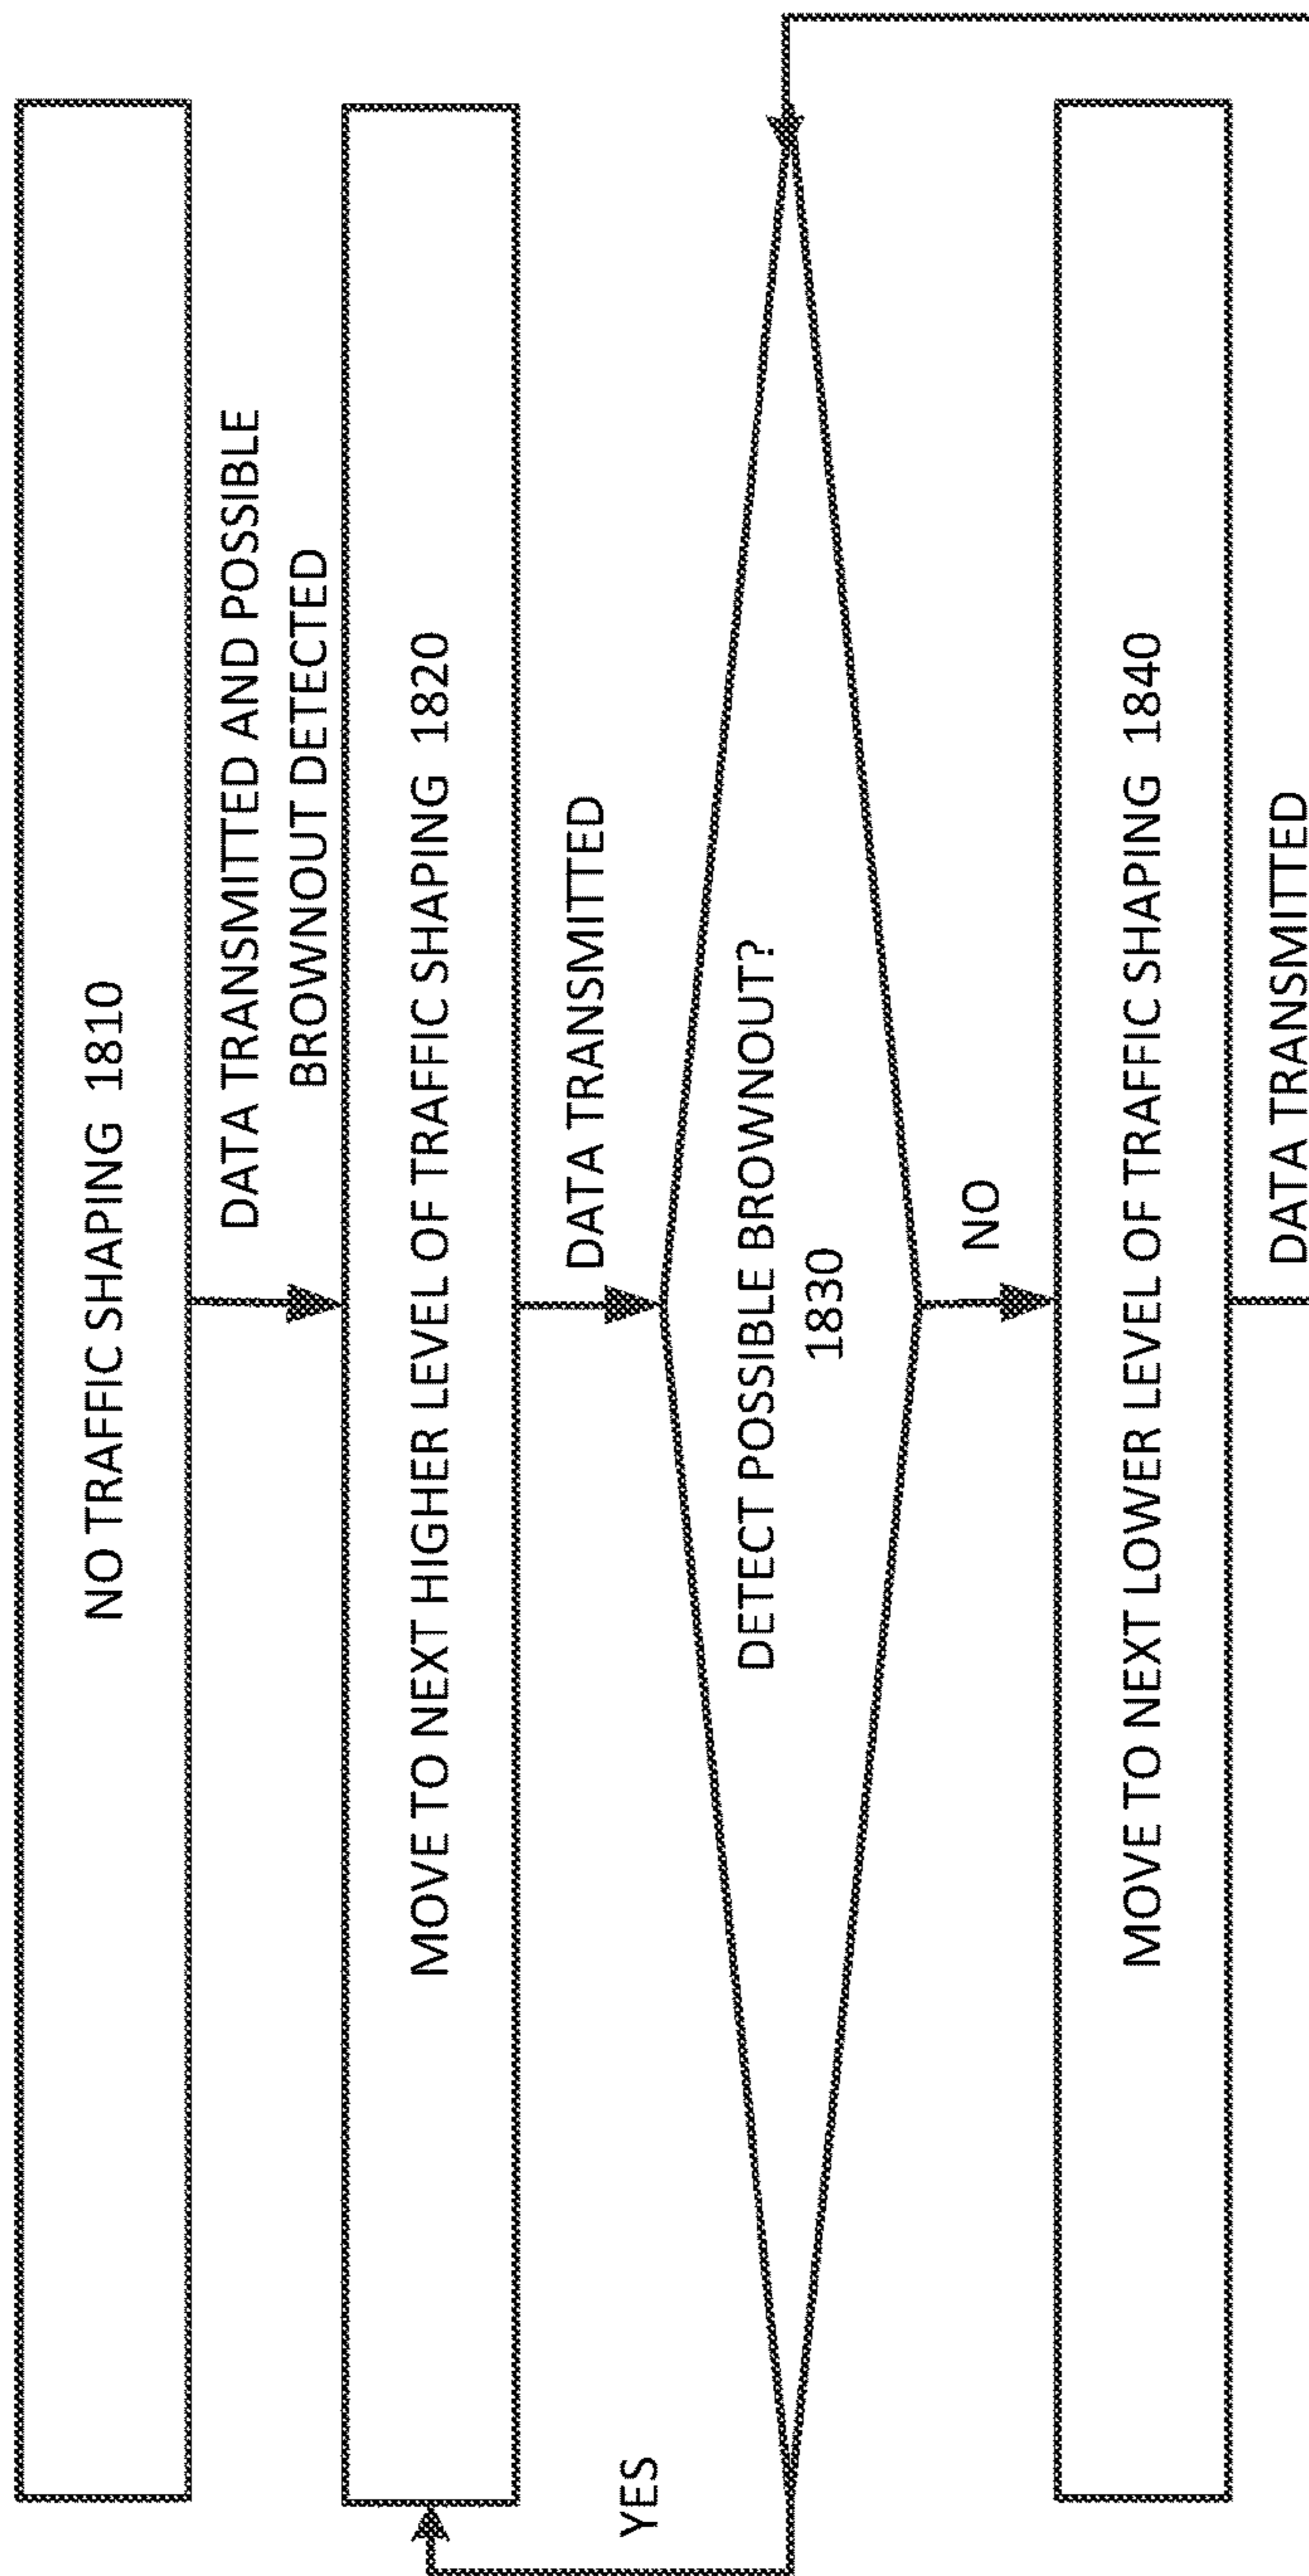 NO TRAFFIC SHAPING 1810
DATA TRANSMITTED AND POSSIBLE
BROWNOUT DETECTED
MOVE TO NEXT HIGHER LEVEL OF TRAFFIC SHAPING 1820
DATA TRANSMITTED
YES
DETECT POSSIBLE BROWNOUT?
1830
NO
MOVE TO NEXT LOWER LEVEL OF TRAFFIC SHAPING 1840
DATA TRANSMITTED